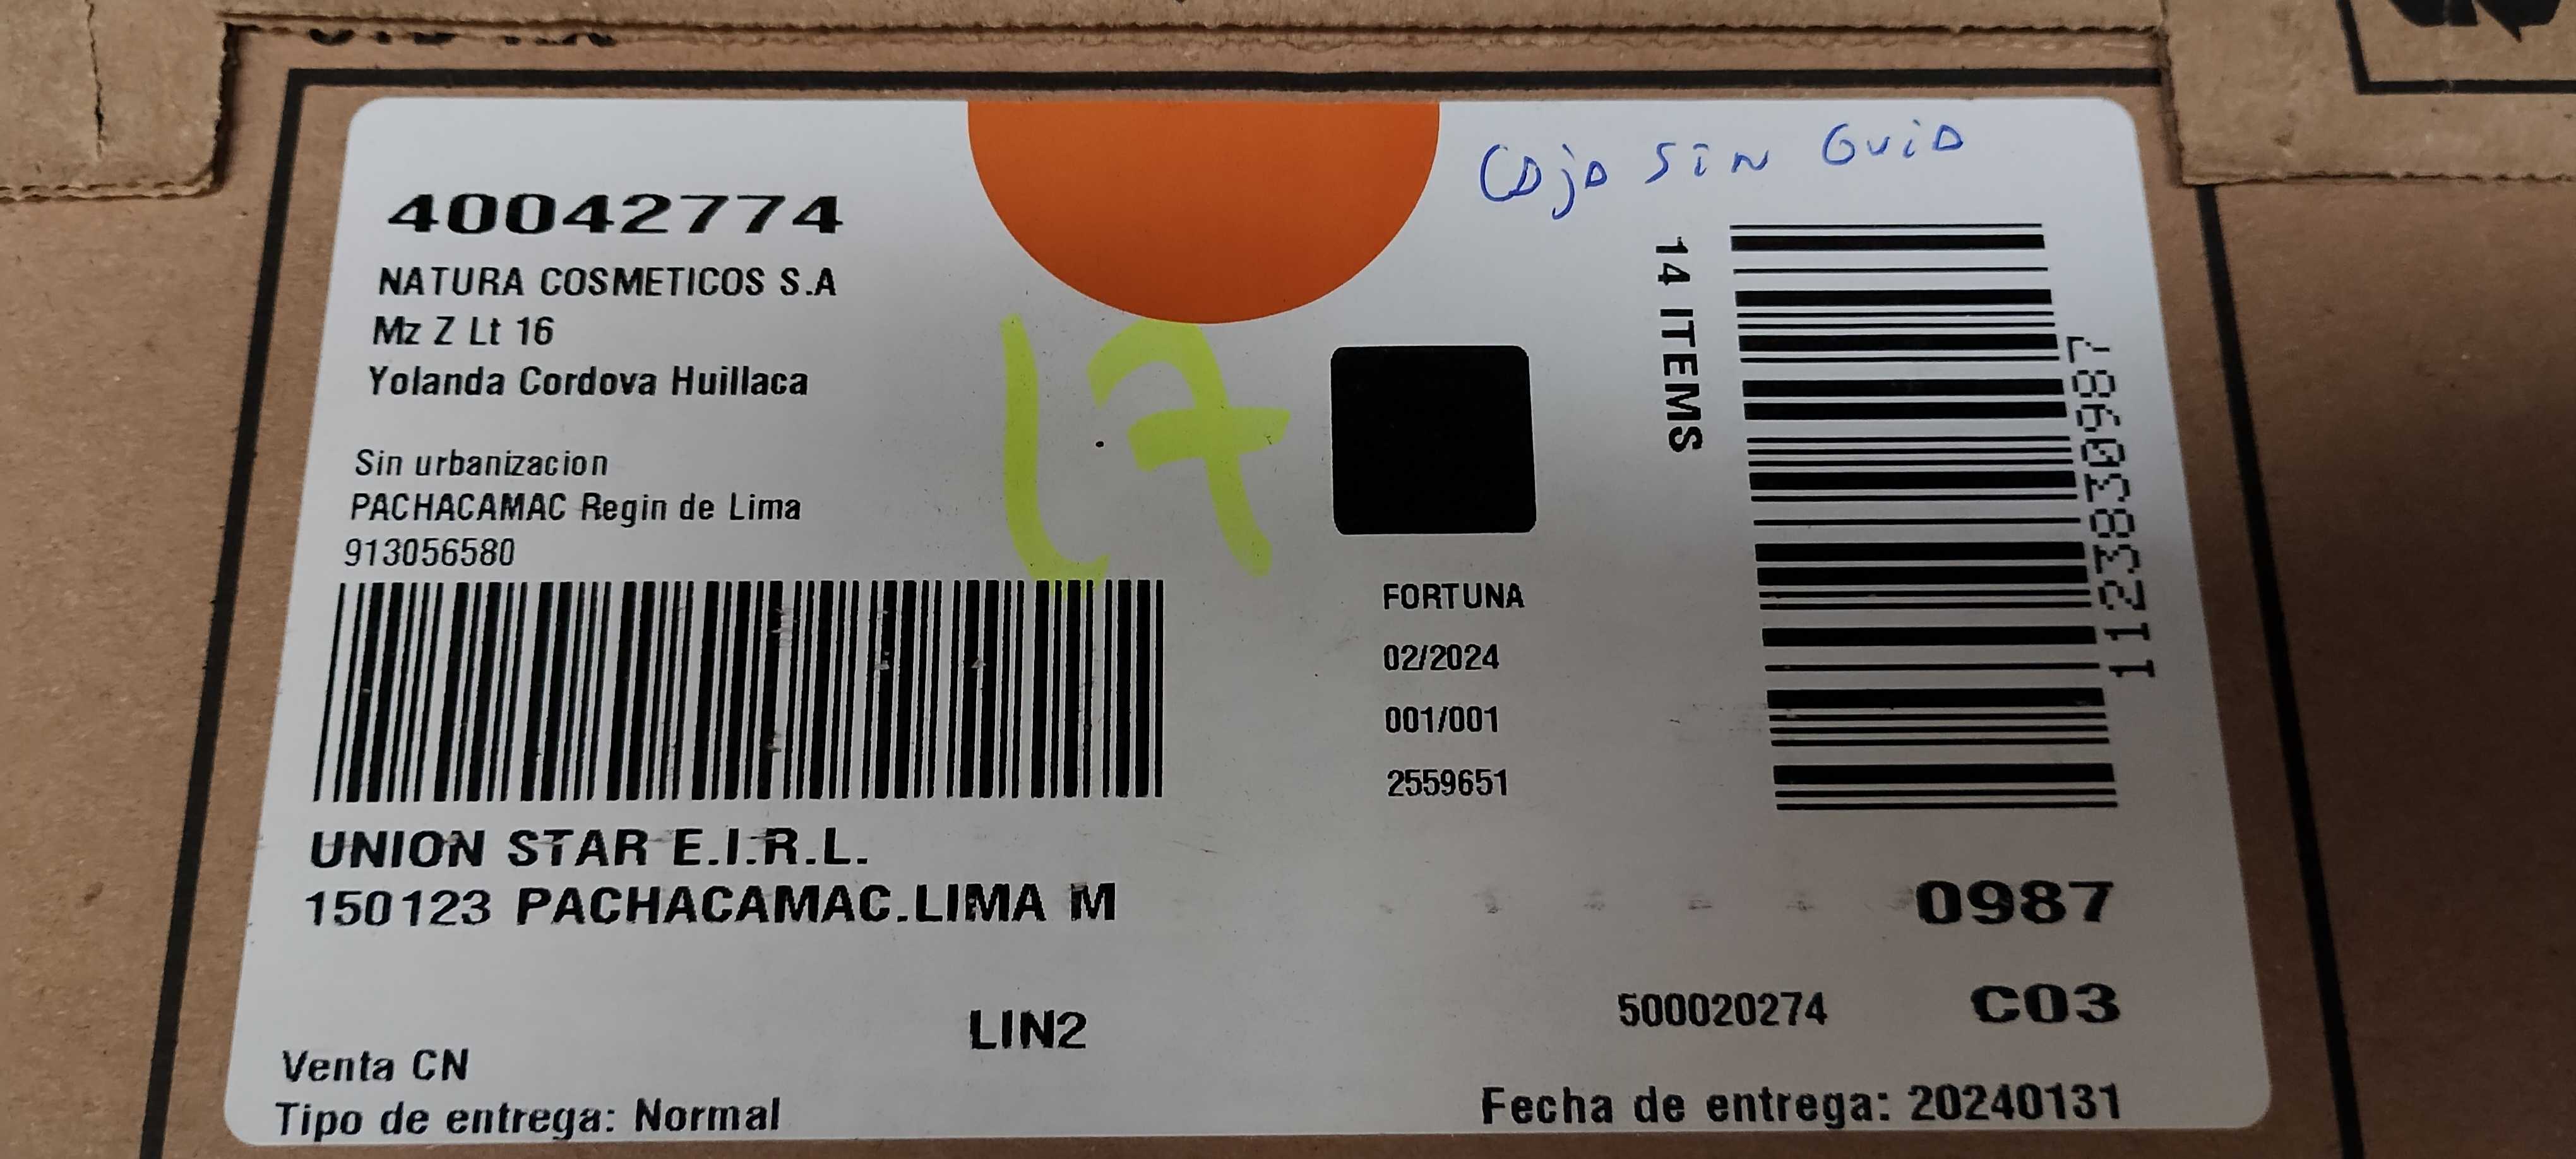 40042774
NATURA COSMETICOS S.A
Mz Z Lt 16
Yolanda Cordova Huillaca
Sin urbanizacion
PACHACAMAC Regin de Lima
913056580
UNION STAR E.I.R.L.
150123 PACHACAMAC.LIMA M
LIN2
Venta CN
Tipo de entrega: Normal
17
Caja sin Guia
14 ITEMS
112383309687
FORTUNA
02/2024
001/001
2559651
0987
500020274 C03
Fecha de entrega: 20240131